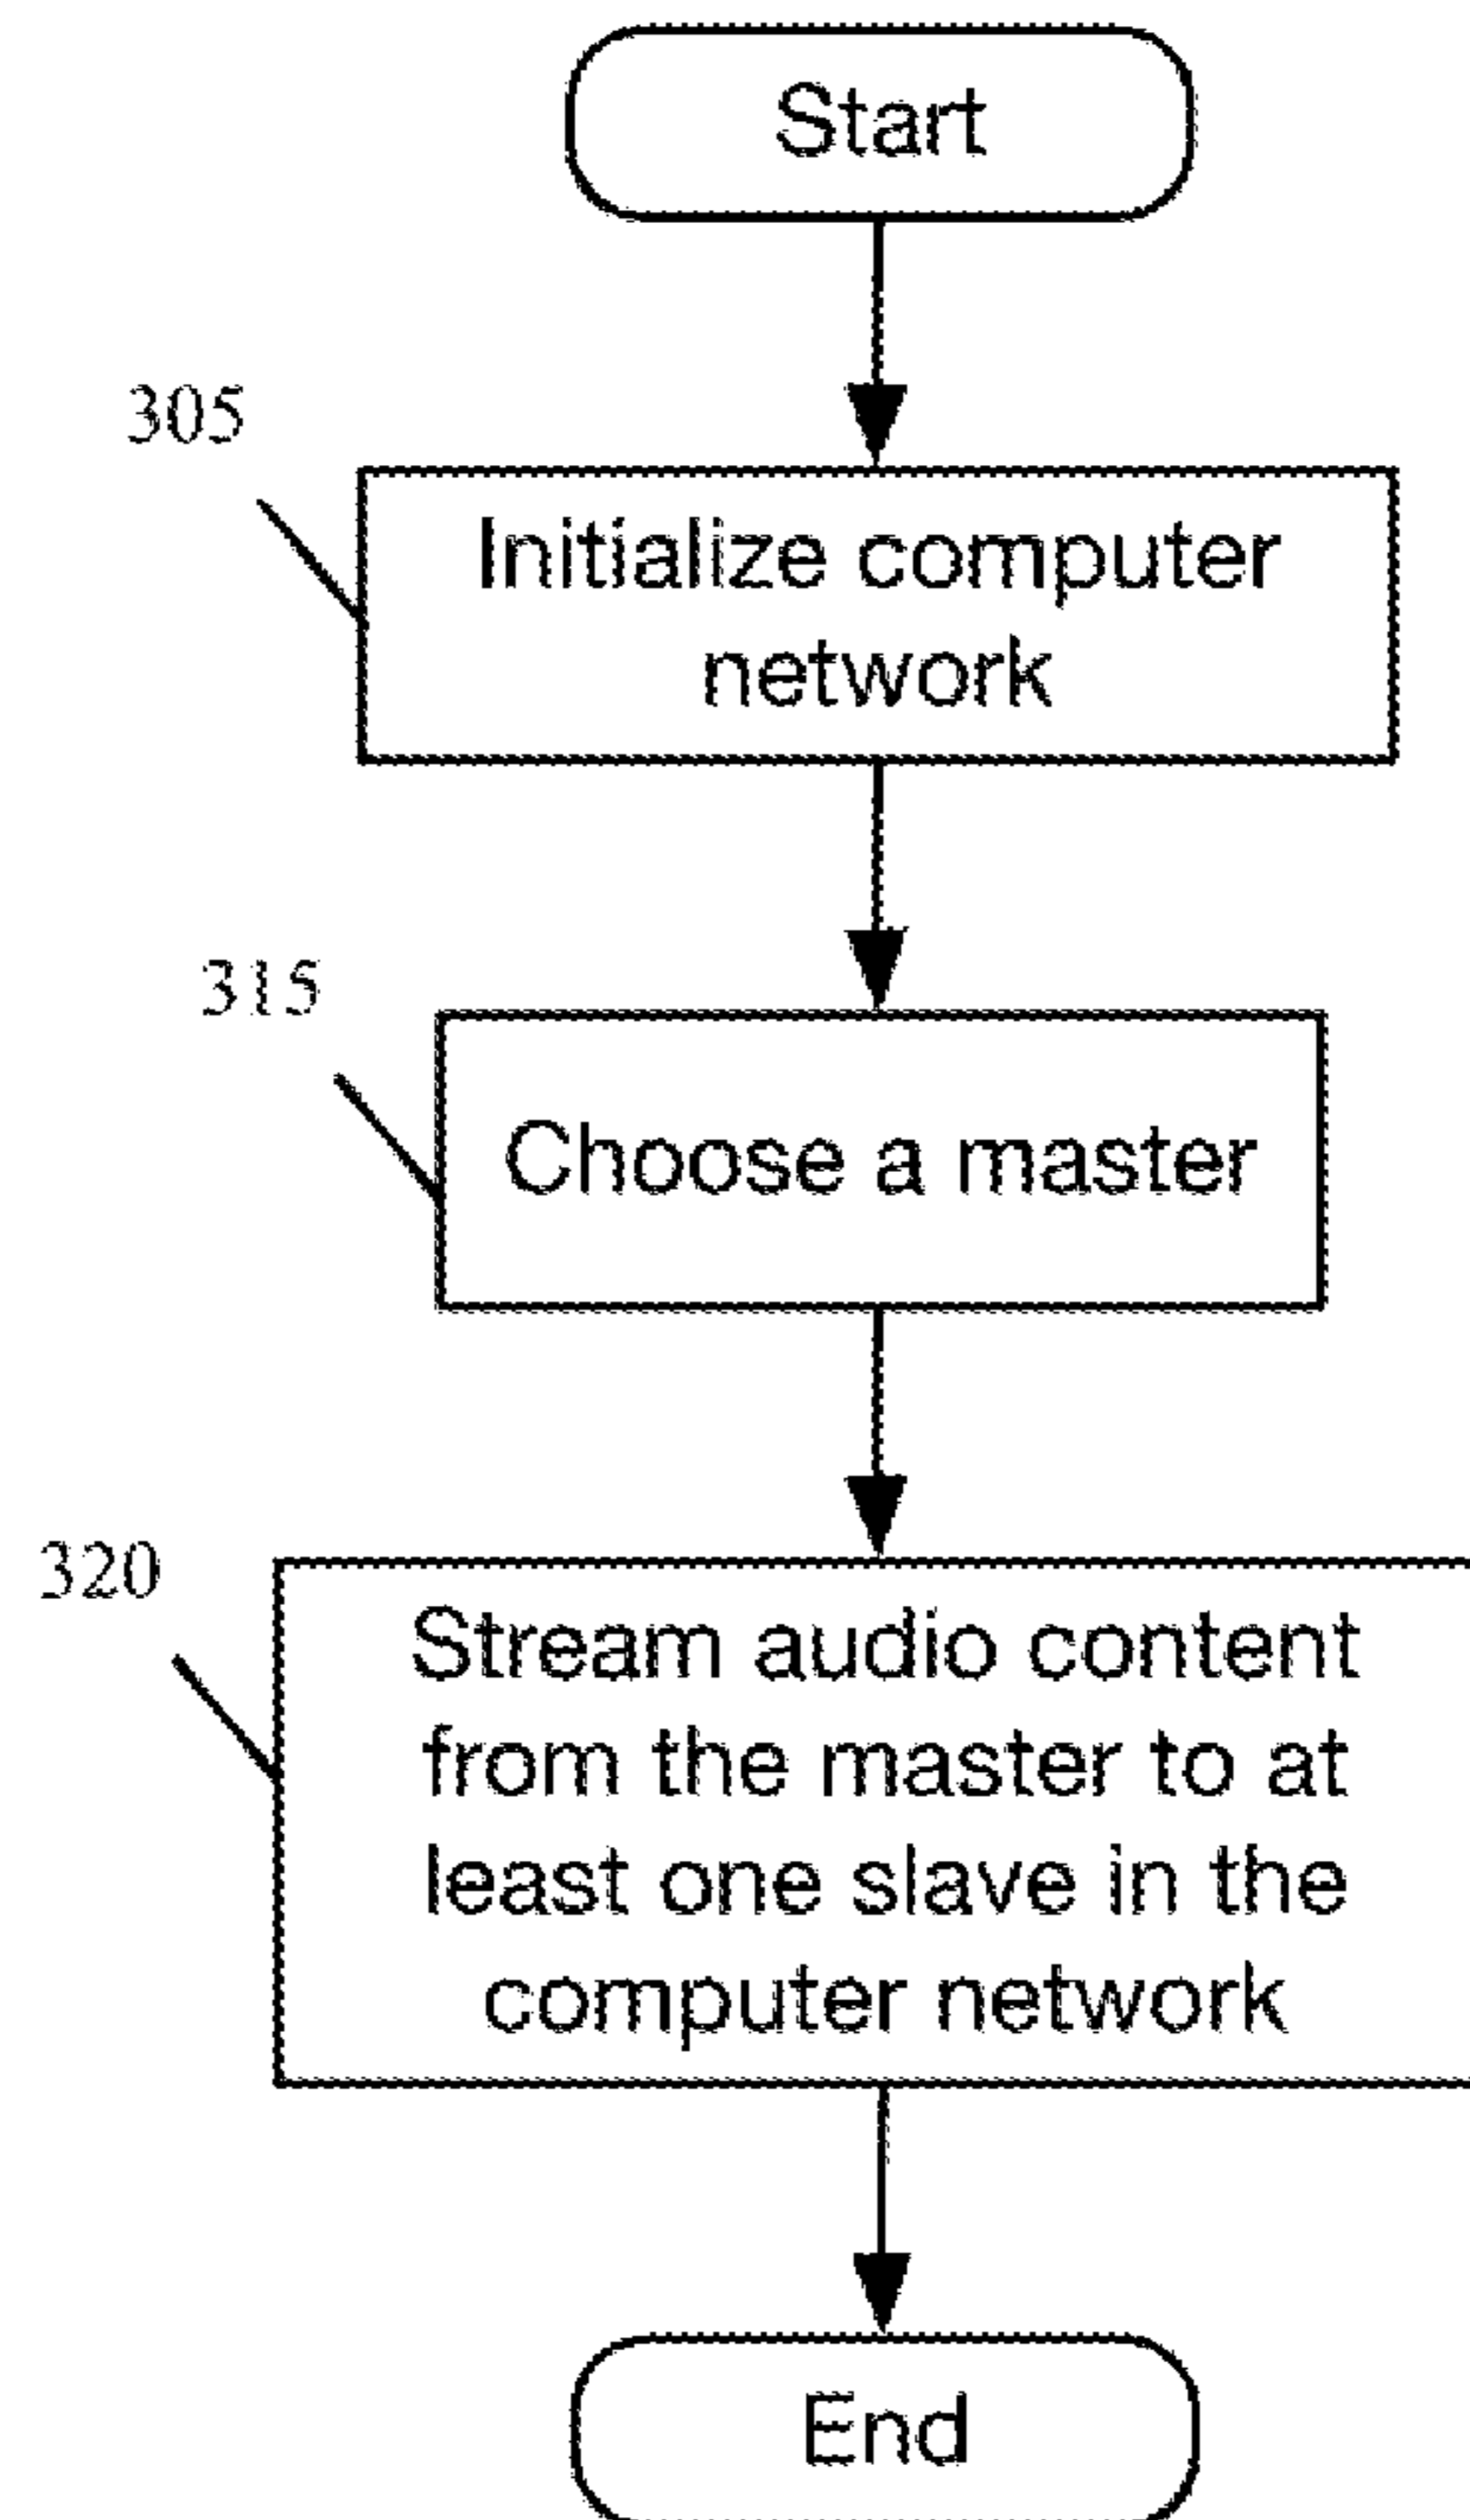 Start
305
Initialize computer
network
315
Choose a master
320
Stream audio content
from the master to at
least one slave in the
computer network
End